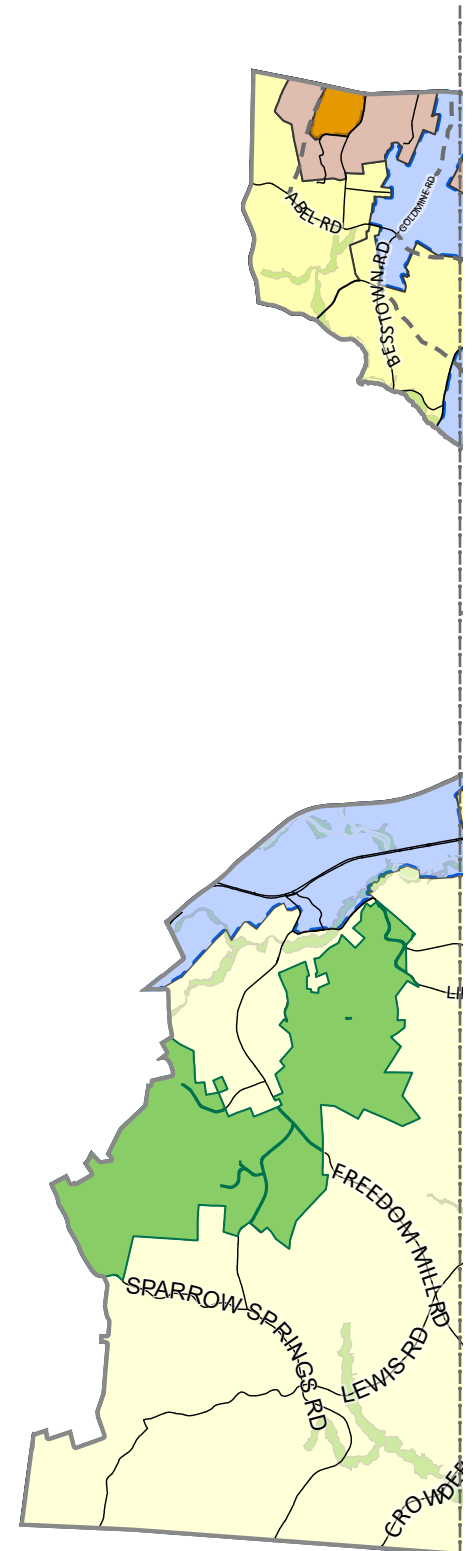 ABEL RD
GOLDMINE RD
BESSTOWN RD
FREEDOM MILL RD
SPARROW SPRINGS RD
LEWIS RD